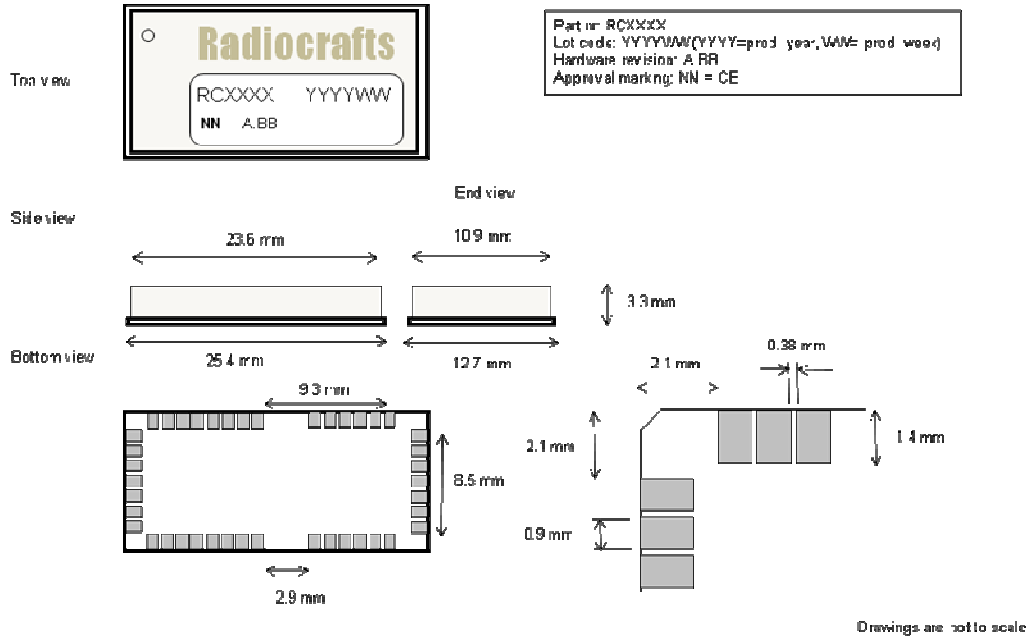 Radiocrafts
RCXXXX YYYYWW
NN A.BB
Top view
Part nr: RCXXXX
Lot code: YYYYWW (YYYY=prod. year, WW= prod. week)
Hardware revision: A.BB
Approval marking: NN = CE
End view
Side view
23.6 mm
10.9 mm
3.3 mm
Bottom view
25.4 mm
12.7 mm
0.38 mm
2.1 mm
9.3 mm
2.1 mm
1.4 mm
8.5 mm
0.9 mm
2.9 mm
Drawings are not to scale